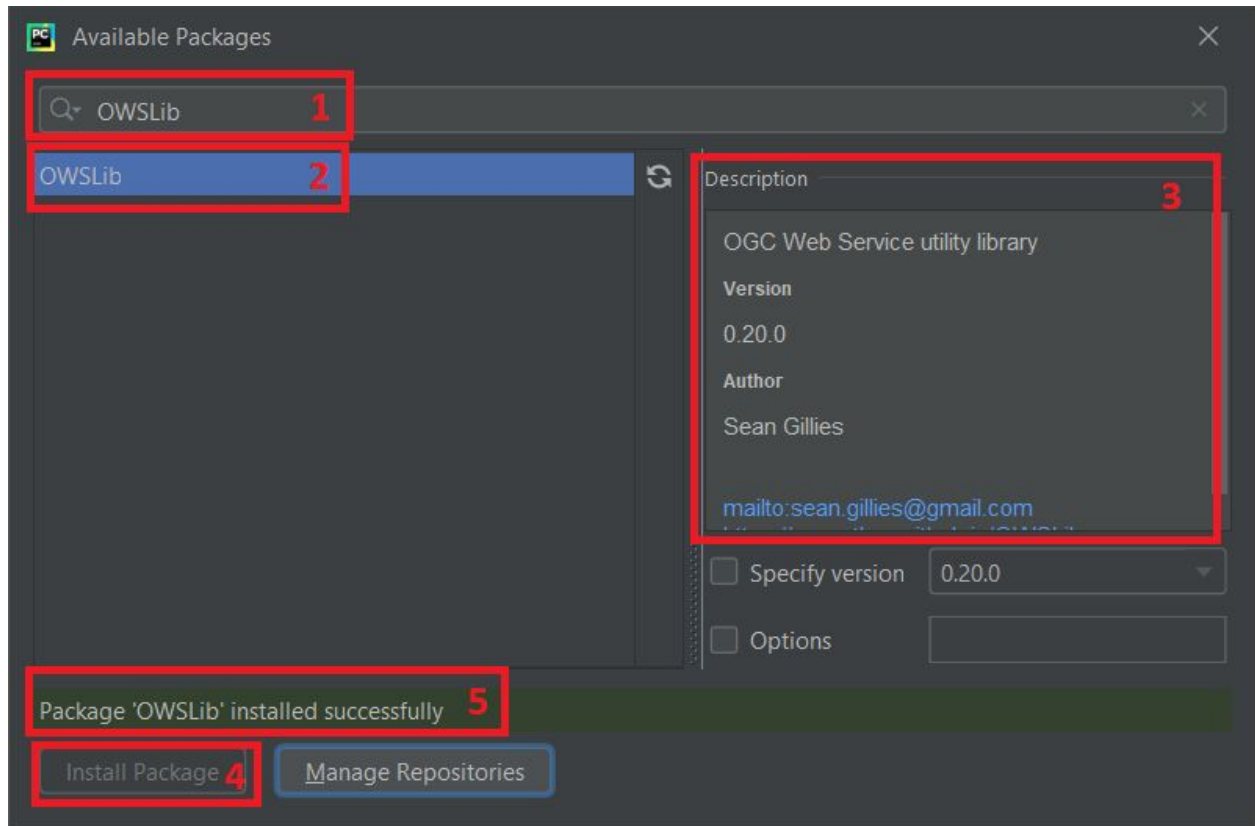 PC Available Packages
OWSLib 1
OWSLib 2
Description 3
OGC Web Service utility library
Version
0.20.0
Author
Sean Gillies
mailto:sean.gillies@gmail.com
Specify version 0.20.0
Options
Package 'OWSLib' installed successfully 5
Install Package 4 Manage Repositories